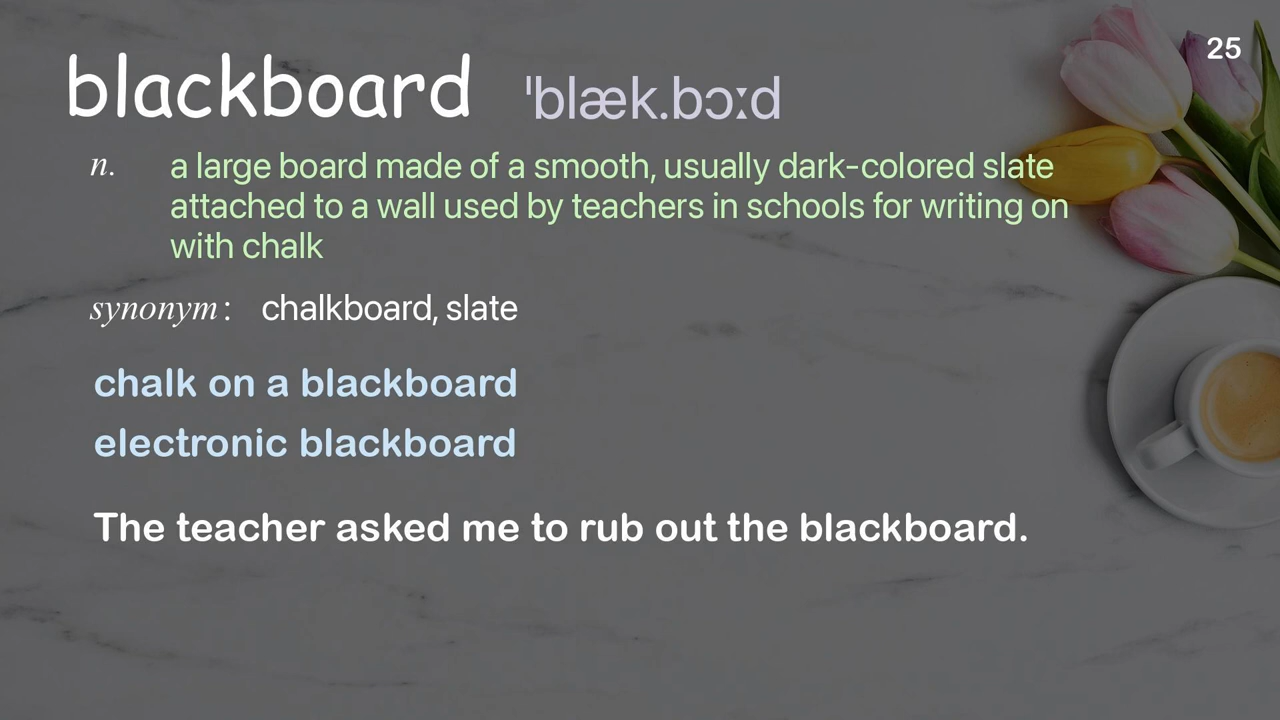 25
blackboard ˈblæk.bɔːd
n. a large board made of a smooth, usually dark-colored slate
attached to a wall used by teachers in schools for writing on
with chalk
synonym: chalkboard, slate
chalk on a blackboard
electronic blackboard
The teacher asked me to rub out the blackboard.